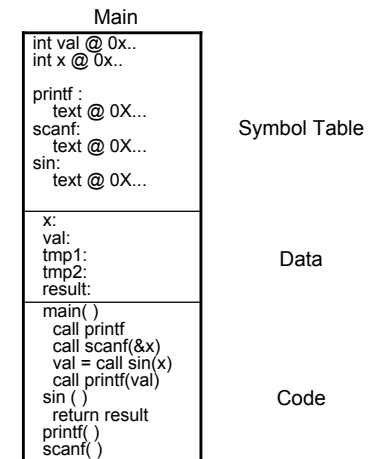 Main
int val @ 0x..
int x @ 0x..
printf :
text @ 0X...
scanf:
text @ 0X...
sin:
text @ 0X...
Symbol Table
x:
val:
tmp1:
tmp2:
result:
Data
main( )
call printf
call scanf(&x)
val = call sin(x)
call printf(val)
sin ( )
return result
printf( )
scanf( )
Code